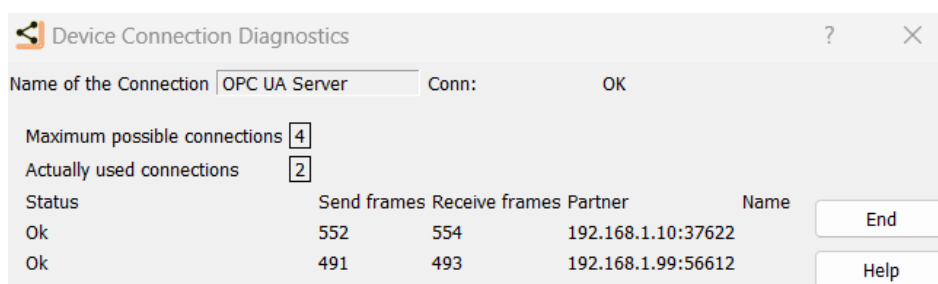 Device Connection Diagnostics ? ×
Name of the Connection OPC UA Server Conn: OK
Maximum possible connections 4
Actually used connections 2
Status Send frames Receive frames Partner Name
Ok 552 554 192.168.1.10:37622
Ok 491 493 192.168.1.99:56612
End
Help